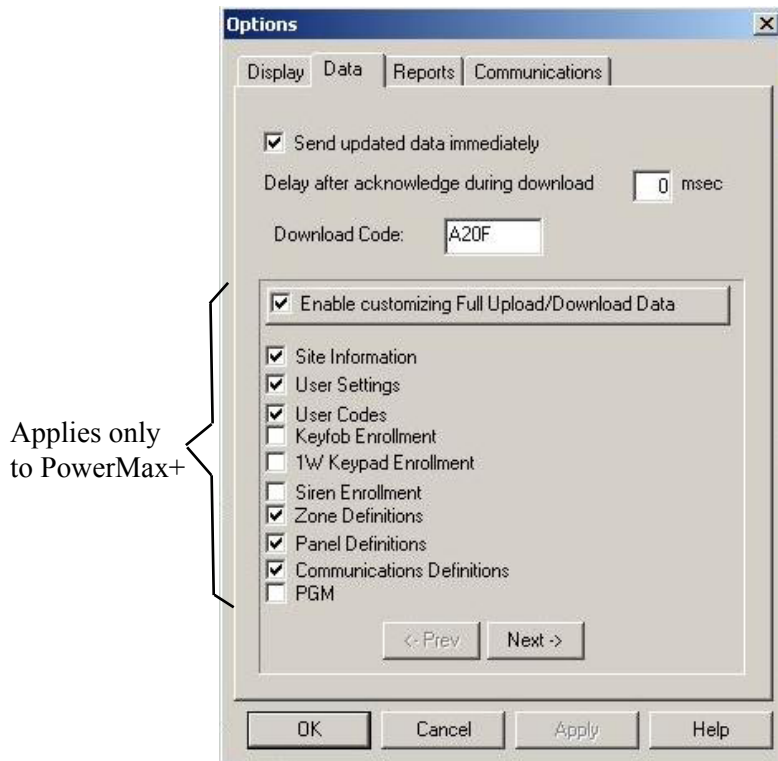 Options
Display Data Reports Communications
Send updated data immediately
Delay after acknowledge during download 0 msec
Download Code: A20F
Enable customizing Full Upload/Download Data
Site Information
User Settings
User Codes
Keyfob Enrollment
1W Keypad Enrollment
Siren Enrollment
Zone Definitions
Panel Definitions
Communications Definitions
PGM
<- Prev Next ->
OK Cancel Apply Help
Applies only
to PowerMax+